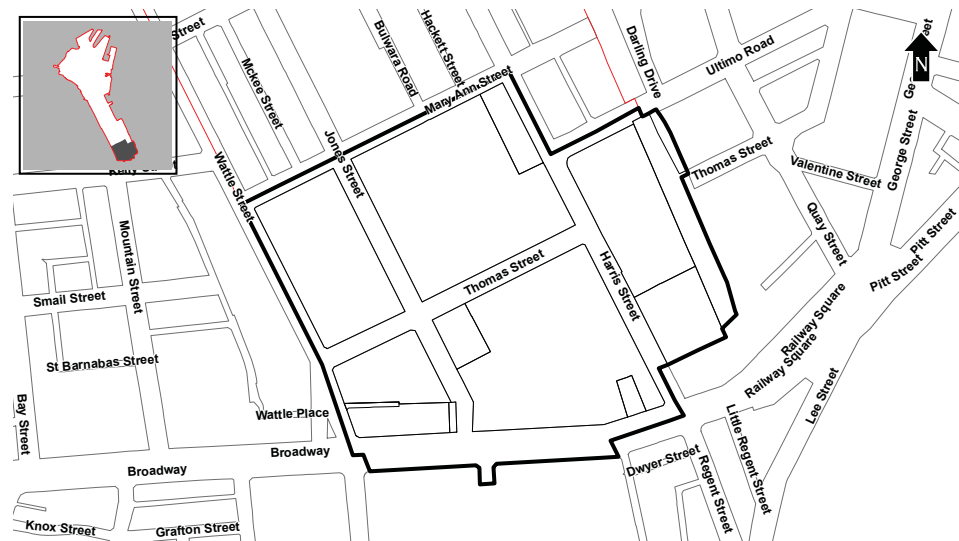 Street
Bulwara Road
Hackett Street
Darling Drive
Ultimo Road
George Street
N
Mckee Street
Mary Ann Street
Jones Street
Wattle Street
Thomas Street
Valentine Street
George Street
Mountain Street
Quay Street
Pitt Street
Pitt Street
Small Street
Thomas Street
Harris Street
Railway Square
Railway Square
St Barnabas Street
Bay Street
Wattle Place
Lee Street
Broadway
Broadway
Dwyer Street
Regent Street
Little Regent Street
Knox Street
Grafton Street